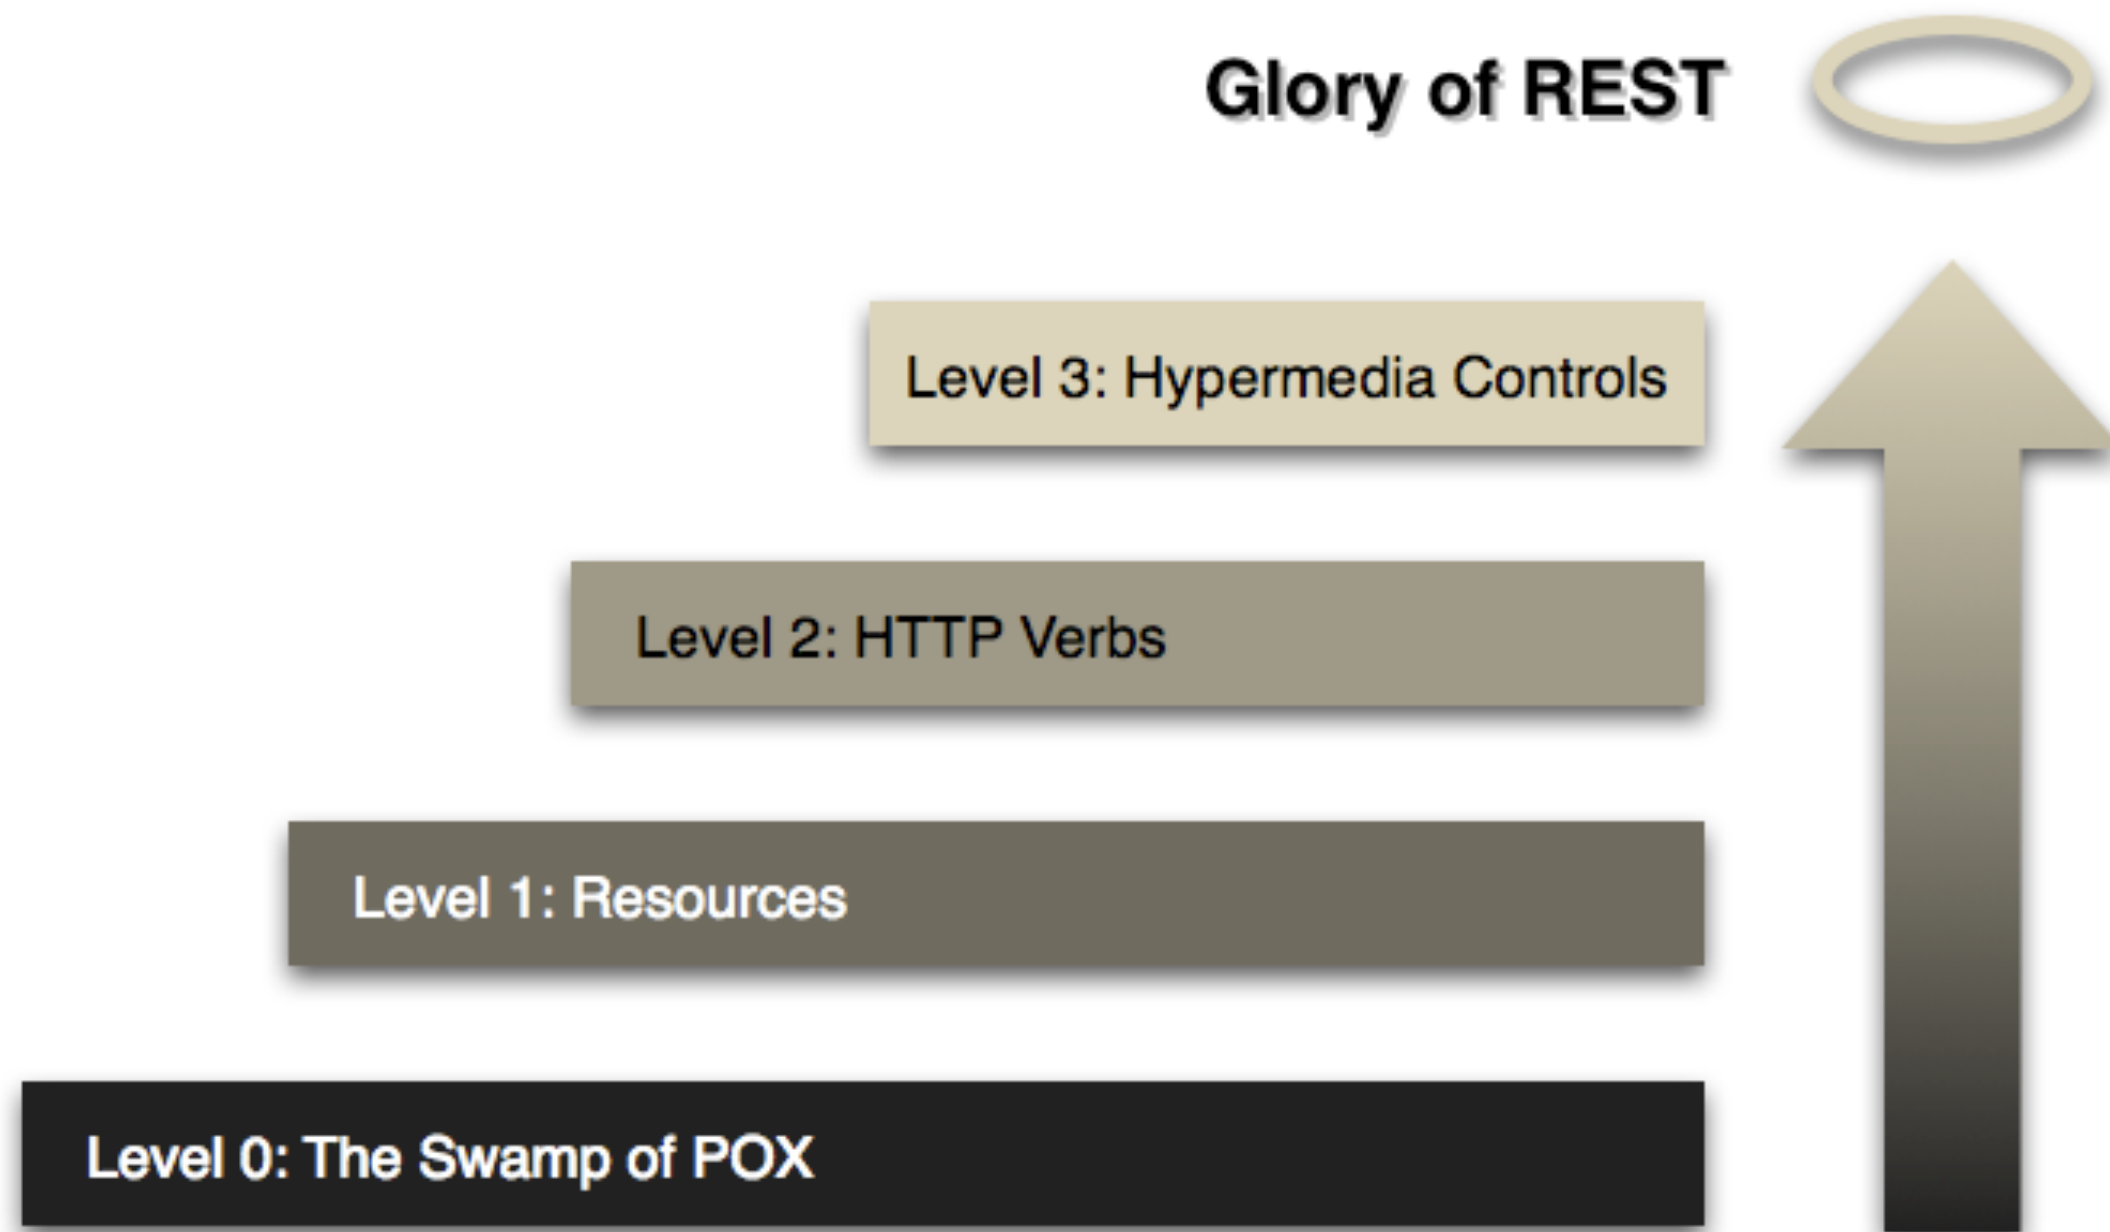 Glory of REST
Level 3: Hypermedia Controls
Level 2: HTTP Verbs
Level 1: Resources
Level 0: The Swamp of POX